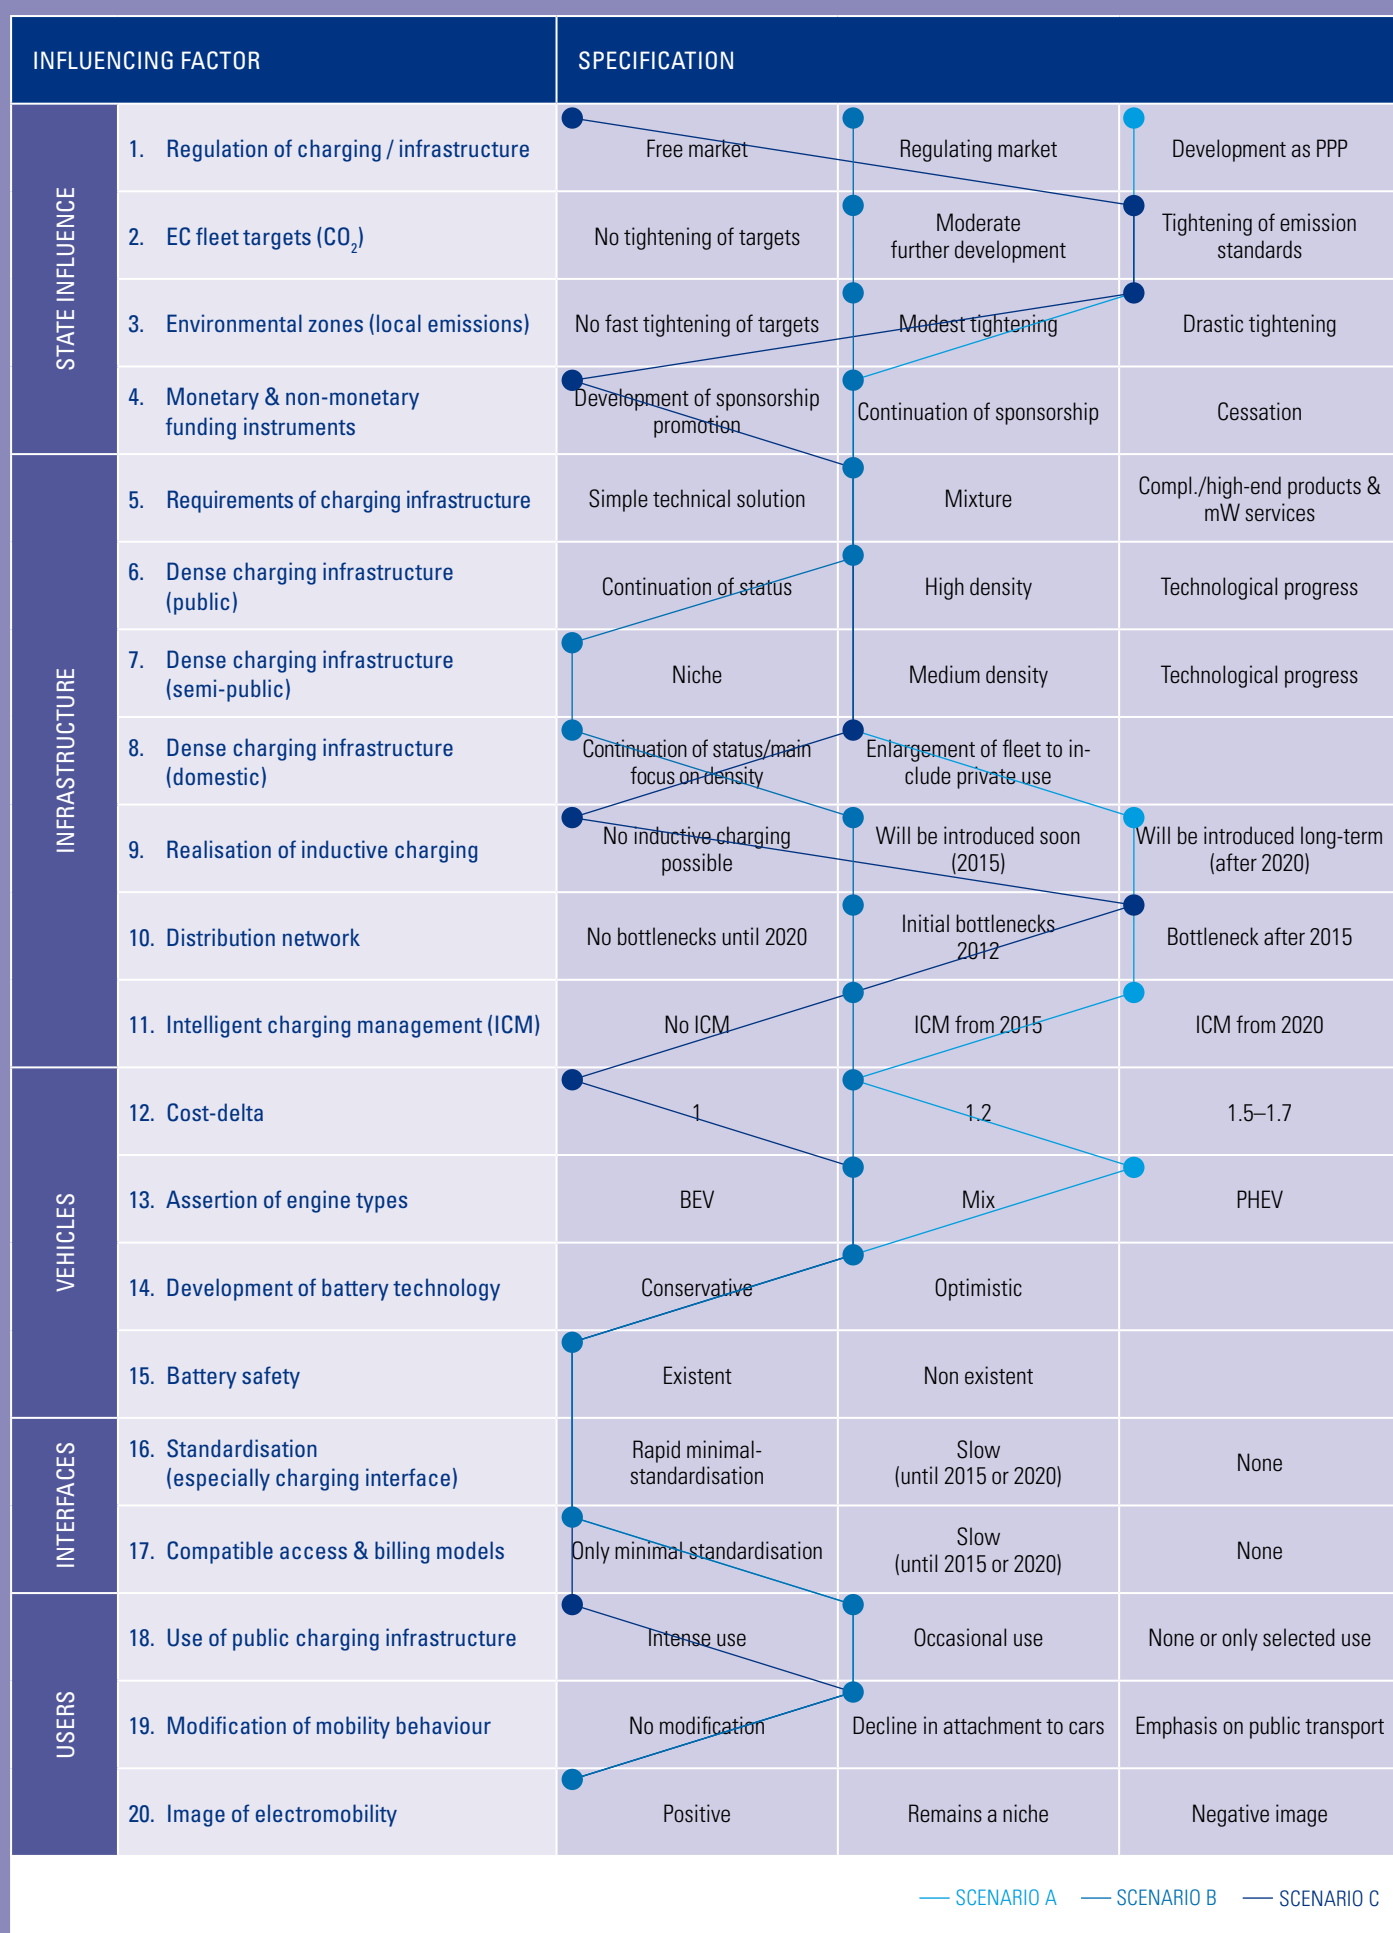 INFLUENCING FACTOR
SPECIFICATION
STATE INFLUENCE
1. Regulation of charging / infrastructure
Free market
Regulating market
Development as PPP
2. EC fleet targets (CO2)
No tightening of targets
Moderate
further development
Tightening of emission
standards
3. Environmental zones (local emissions)
No fast tightening of targets
Modest tightening
Drastic tightening
4. Monetary & non-monetary
funding instruments
Development of sponsorship
promotion
Continuation of sponsorship
Cessation
INFRASTRUCTURE
5. Requirements of charging infrastructure
Simple technical solution
Mixture
Compl./high-end products &
mW services
6. Dense charging infrastructure
(public)
Continuation of status
High density
Technological progress
7. Dense charging infrastructure
(semi-public)
Niche
Medium density
Technological progress
8. Dense charging infrastructure
(domestic)
Continuation of status/main
focus on density
Enlargement of fleet to in-
clude private use
9. Realisation of inductive charging
No inductive charging
possible
Will be introduced soon
(2015)
Will be introduced long-term
(after 2020)
10. Distribution network
No bottlenecks until 2020
Initial bottlenecks
2012
Bottleneck after 2015
11. Intelligent charging management (ICM)
No ICM
ICM from 2015
ICM from 2020
VEHICLES
12. Cost-delta
1
1.2
1.5–1.7
13. Assertion of engine types
BEV
Mix
PHEV
14. Development of battery technology
Conservative
Optimistic
15. Battery safety
Existent
Non existent
INTERFACES
16. Standardisation
(especially charging interface)
Rapid minimal-
standardisation
Slow
(until 2015 or 2020)
None
17. Compatible access & billing models
Only minimal standardisation
Slow
(until 2015 or 2020)
None
USERS
18. Use of public charging infrastructure
Intense use
Occasional use
None or only selected use
19. Modification of mobility behaviour
No modification
Decline in attachment to cars
Emphasis on public transport
20. Image of electromobility
Positive
Remains a niche
Negative image
SCENARIO A
SCENARIO B
SCENARIO C